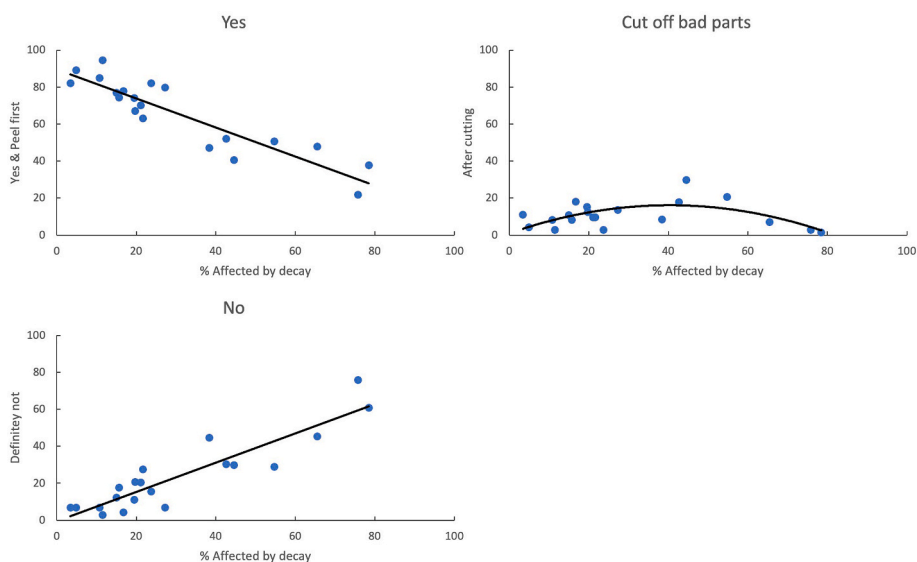 Yes
100
80
60
40
20
0
Yes & Peel first
0 20 40 60 80 100
% Affected by decay
Cut off bad parts
100
80
60
40
20
0
After cutting
0 20 40 60 80 100
% Affected by decay
No
100
80
60
40
20
0
Definitey not
0 20 40 60 80 100
% Affected by decay